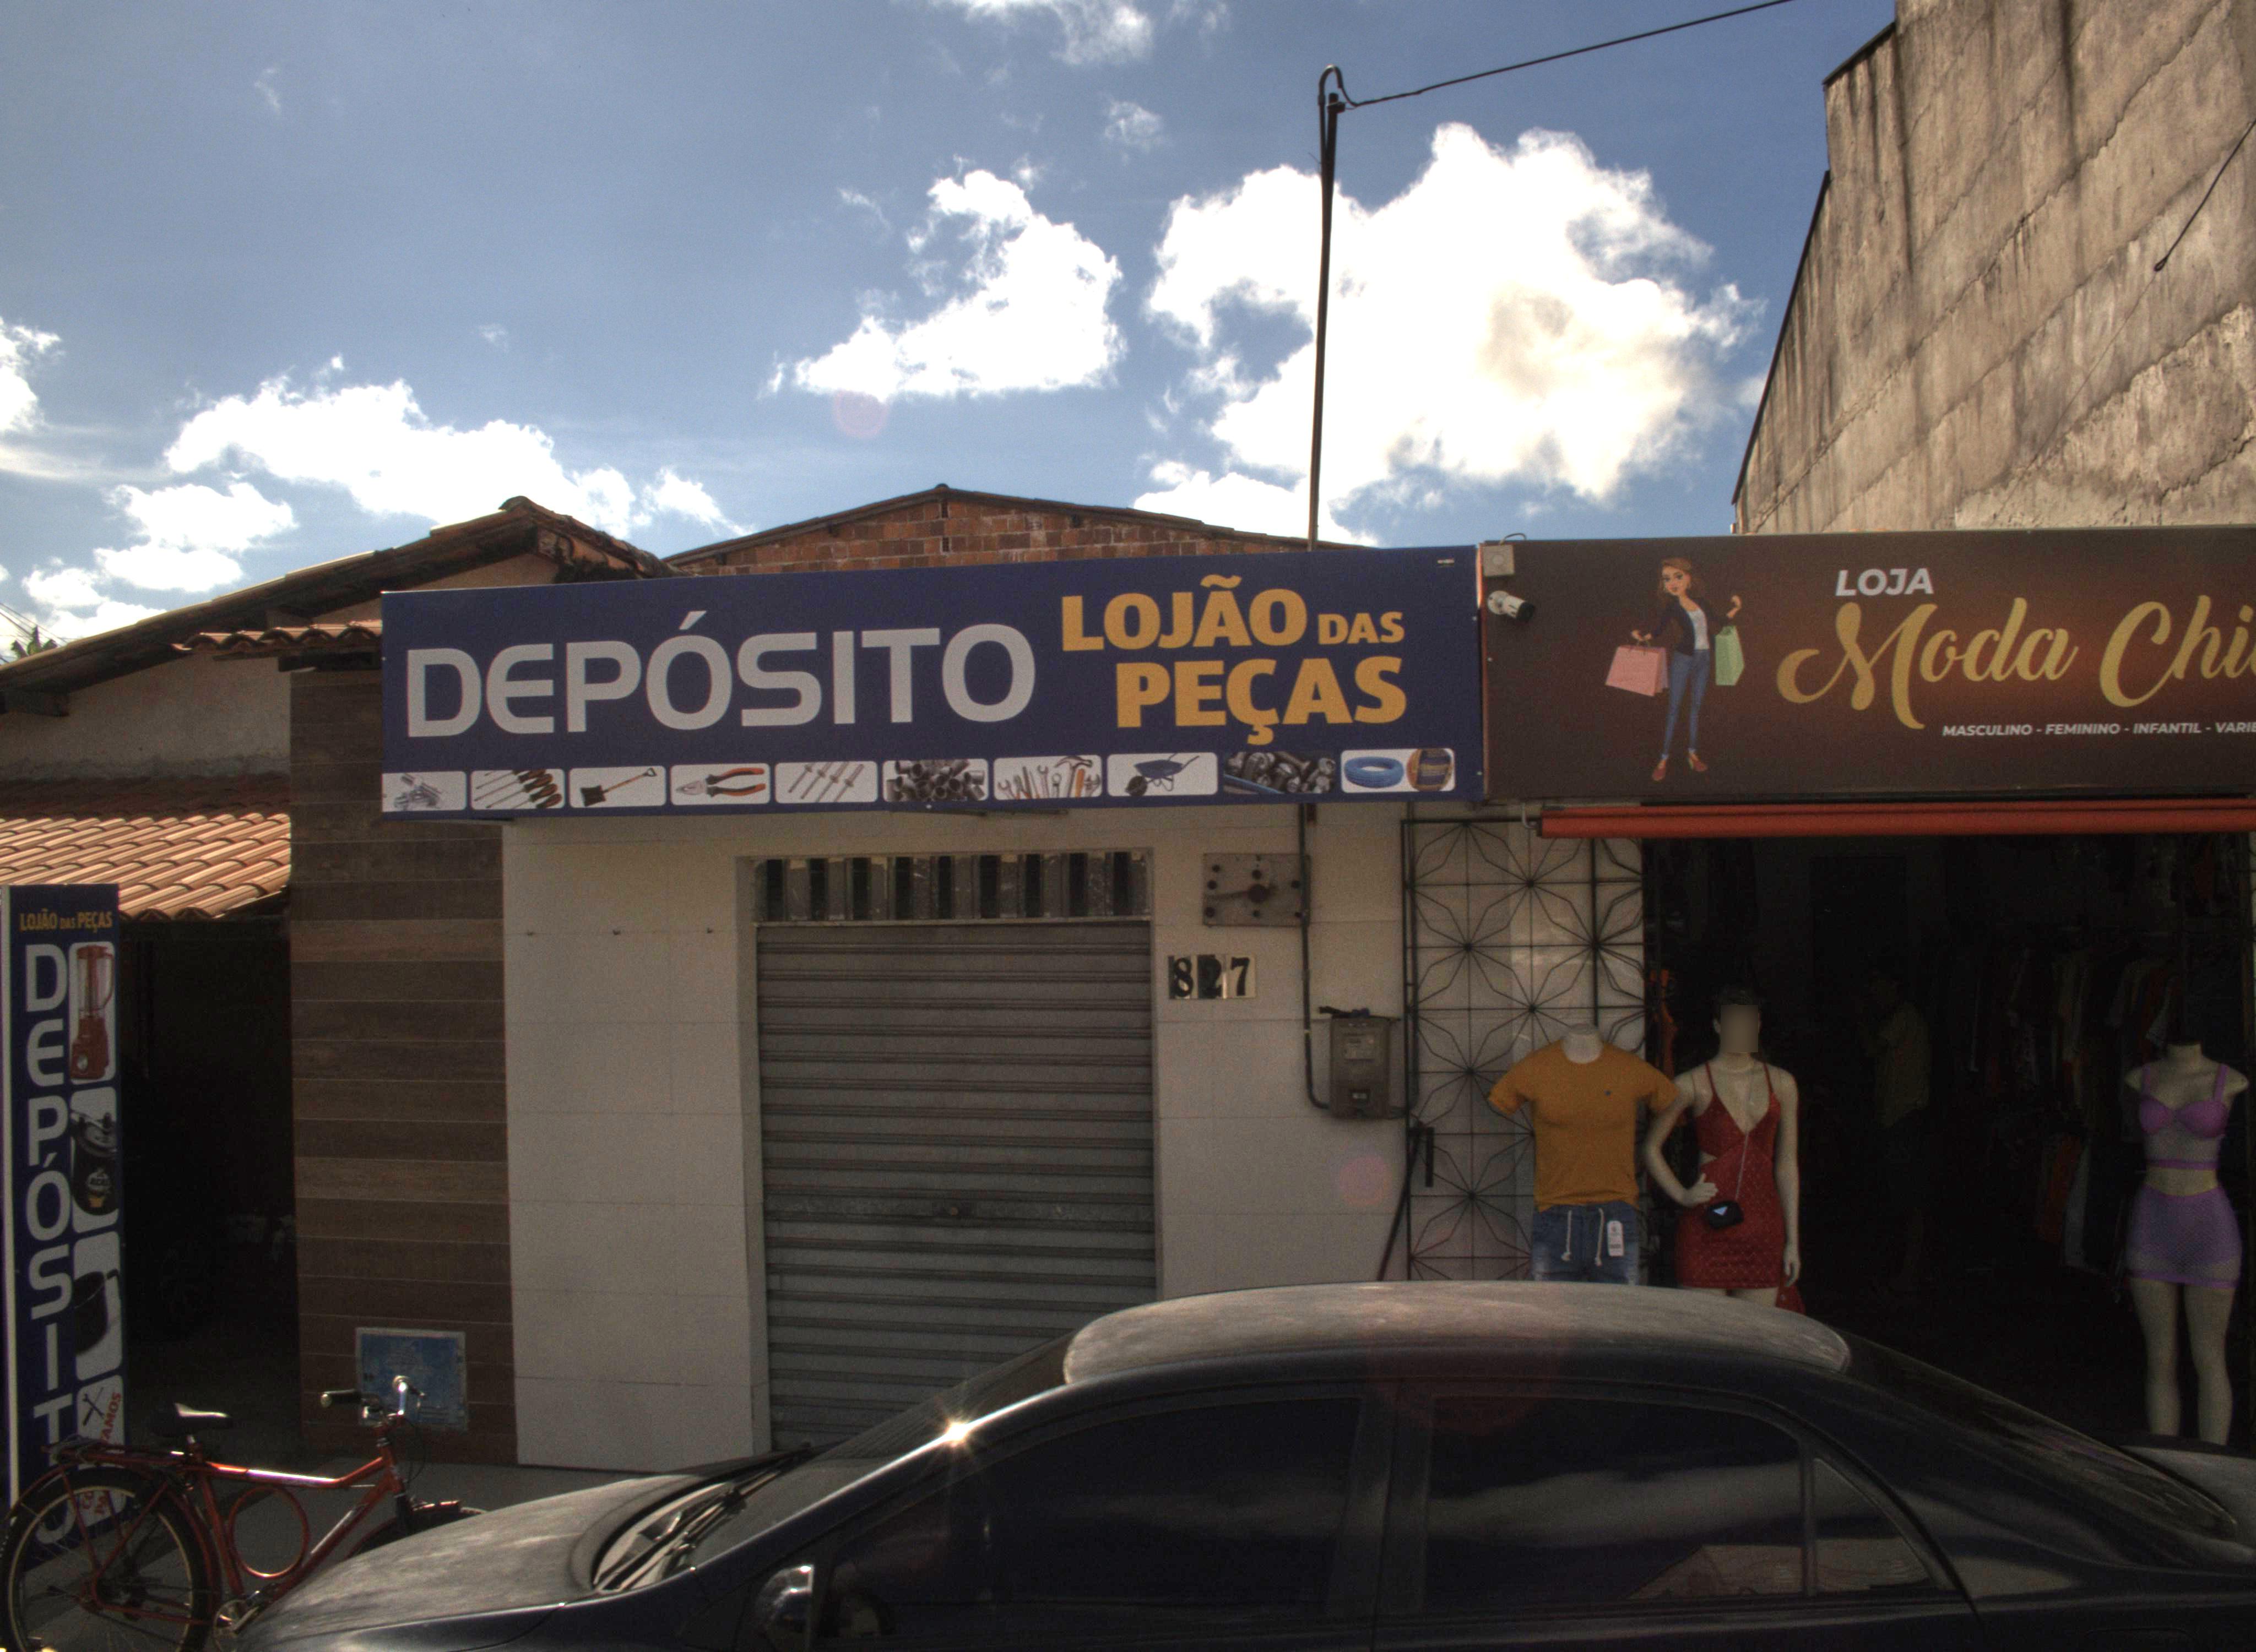 DEPÓSITO
LOJÃO DAS
PEÇAS
LOJA
Moda Chi
MASCULINO - FEMININO - INFANTIL - VARIE
827
LOJÃO DAS PEÇAS
DEPÓSITO